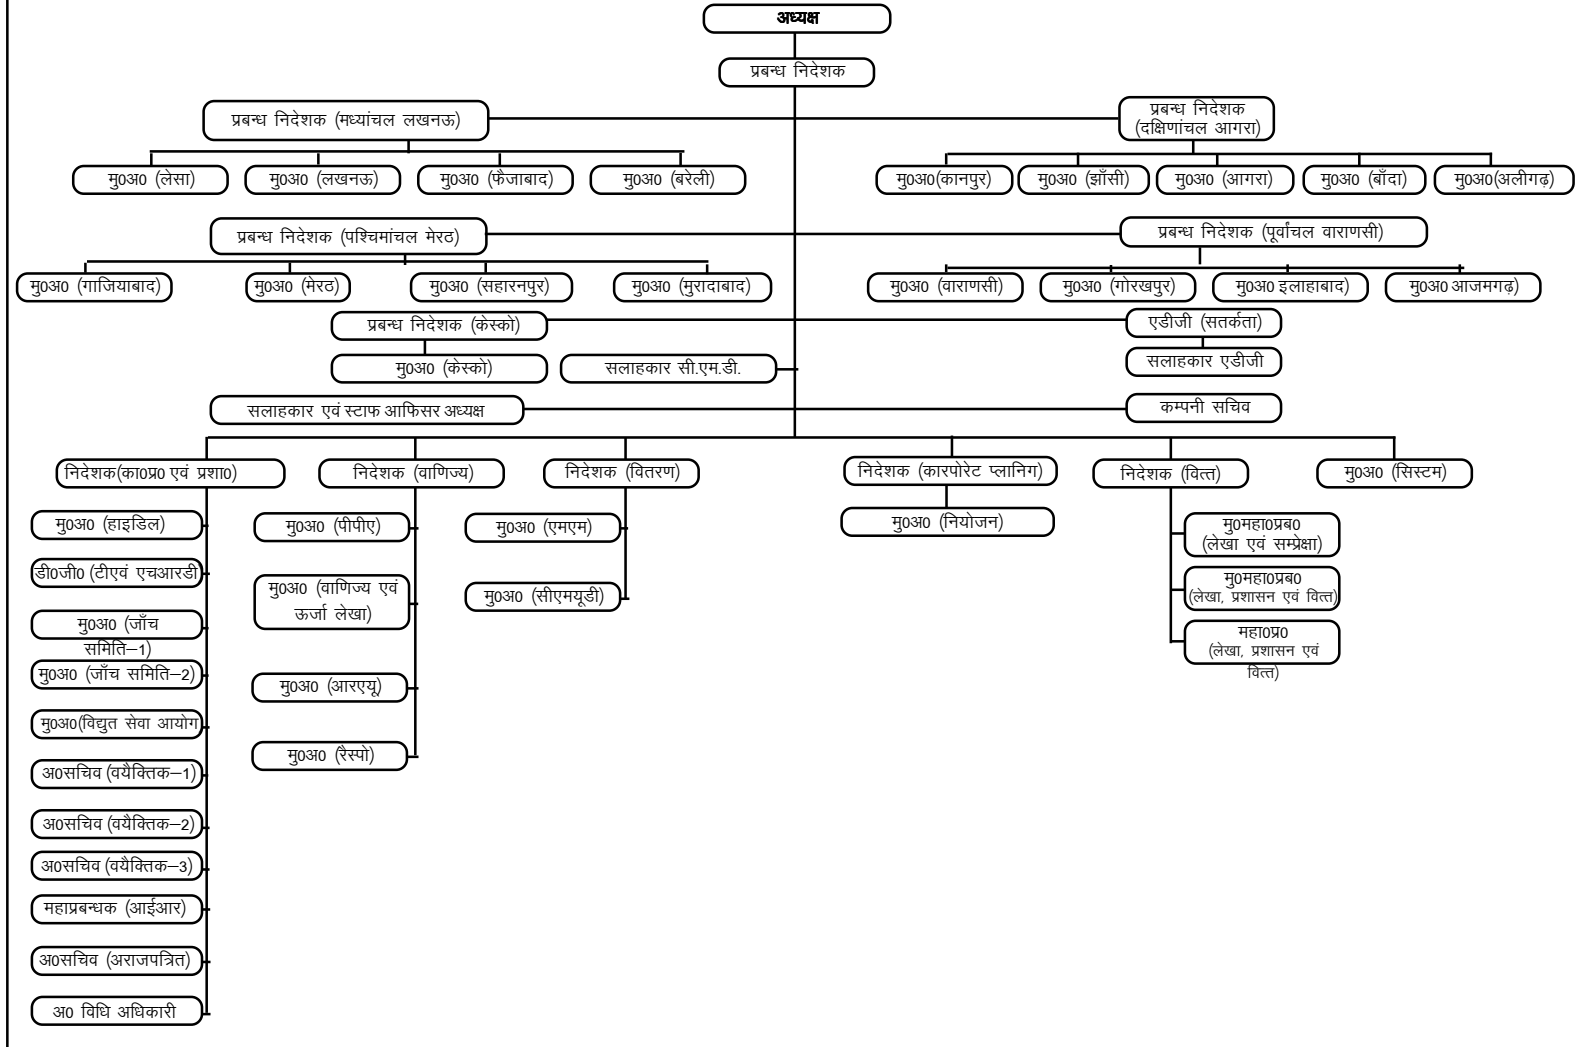 अध्यक्ष
प्रबन्ध निदेशक
प्रबन्ध निदेशक (मध्यांचल लखनऊ)
प्रबन्ध निदेशक
(दक्षिणांचल आगरा)
मु0अ0 (लेसा)
मु0अ0 (लखनऊ)
मु0अ0 (फैजाबाद)
मु0अ0 (बरेली)
मु0अ0(कानपुर)
मु0अ0 (झाँसी)
मु0अ0 (आगरा)
मु0अ0 (बाँदा)
मु0अ0(अलीगढ़)
प्रबन्ध निदेशक (पश्चिमांचल मेरठ)
प्रबन्ध निदेशक (पूर्वांचल वाराणसी)
मु0अ0 (गाजियाबाद)
मु0अ0 (मेरठ)
मु0अ0 (सहारनपुर)
मु0अ0 (मुरादाबाद)
मु0अ0 (वाराणसी)
मु0अ0 (गोरखपुर)
मु0अ0 इलाहाबाद)
मु0अ0 आजमगढ़)
प्रबन्ध निदेशक (केस्को)
एडीजी (सतर्कता)
मु0अ0 (केस्को)
सलाहकार सी.एम.डी.
सलाहकार एडीजी
सलाहकार एवं स्टाफ आफिसर अध्यक्ष
कम्पनी सचिव
निदेशक(का0प्र0 एवं प्रशा0)
निदेशक (वाणिज्य)
निदेशक (वितरण)
निदेशक (कारपोरेट प्लानिग)
निदेशक (वित्त)
मु0अ0 (सिस्टम)
मु0अ0 (हाइडिल)
डी0जी0 (टीएवं एचआरडी
मु0अ0 (जाँच
समिति–1)
मु0अ0 (जाँच समिति–2)
मु0अ0(विद्युत सेवा आयोग
अ0सचिव (वयैक्तिक–1)
अ0सचिव (वयैक्तिक–2)
अ0सचिव (वयैक्तिक–3)
महाप्रबन्धक (आईआर)
अ0सचिव (अराजपत्रित)
अ0 विधि अधिकारी
मु0अ0 (पीपीए)
मु0अ0 (वाणिज्य एवं
ऊर्जा लेखा)
मु0अ0 (आरएयू)
मु0अ0 (रैस्पो)
मु0अ0 (एमएम)
मु0अ0 (सीएमयूडी)
मु0अ0 (नियोजन)
मु0महा0प्रब0
(लेखा एवं सम्प्रेक्षा)
मु0महा0प्रब0
(लेखा, प्रशासन एवं वित्त)
महा0प्र0
(लेखा, प्रशासन एवं
वित्त)